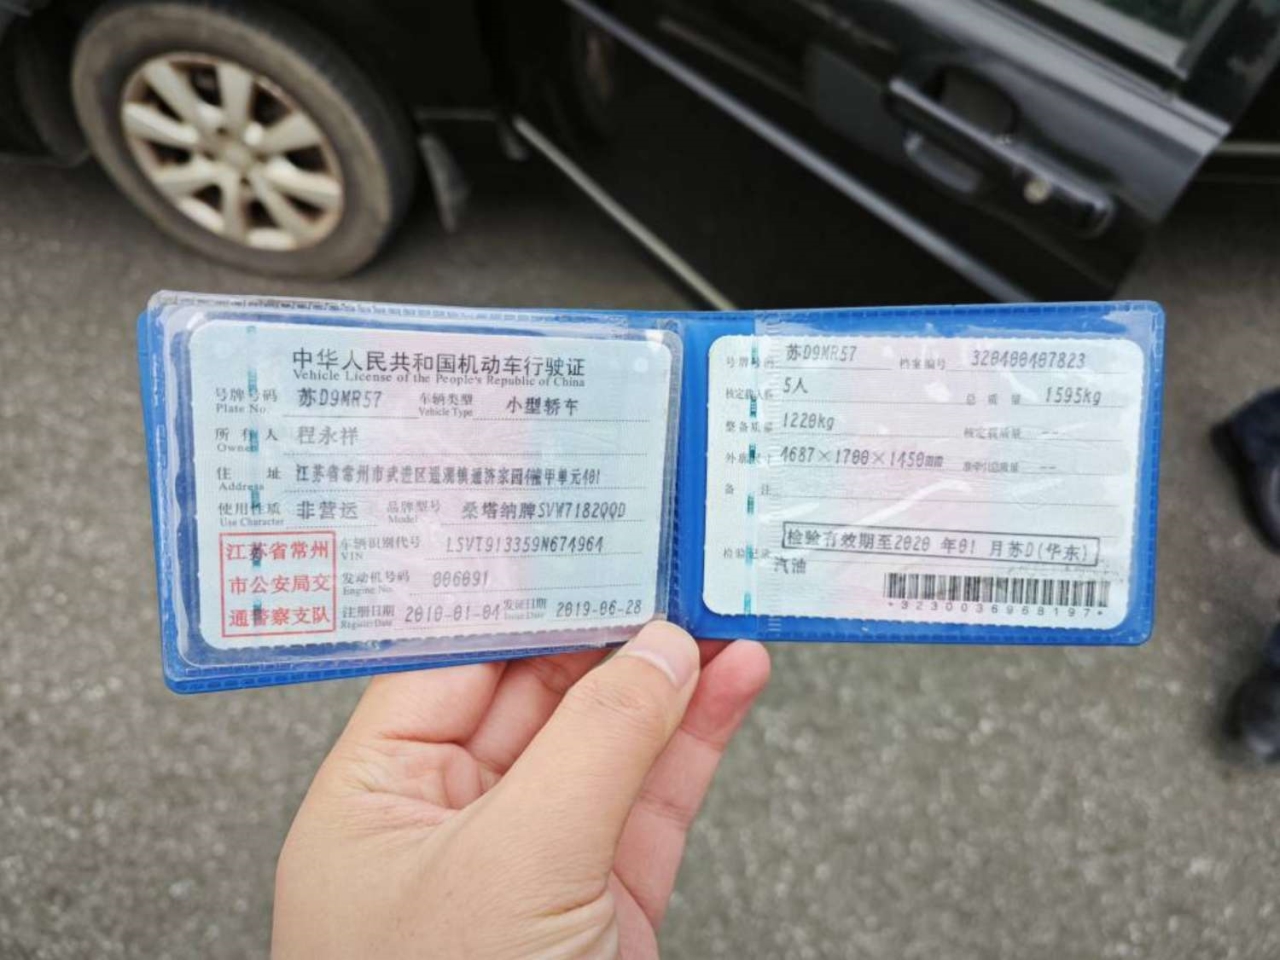 中华人民共和国机动车行驶证
Vehicle License of the People's Republic of China
号牌号码 苏D9MR57 车辆类型 小型轿车
Plate No. Vehicle Type
所有人 程永祥
Owner
住址 江苏省常州市武进区 家园 甲单元401
Address
使用性质 非营运 品牌型号 桑塔纳牌SVW7182QQD
Use Character Model
江苏省常州
市公安局交
通警察支队
车辆识别代号 LSVT913359N674964
VIN
发动机号码 006091
Engine No.
注册日期 2010-01-04 发证日期 2019-06-28
Register Date Issue Date
号牌号码 苏D9MR57 档案编号 320400407823
核定载人数 5人 总质量 1595kg
整备质量 1220kg 核定载质量 --
外廓尺寸 4687×1700×1450mm 准牵引总质量 --
备注
检验记录 检验有效期至2020年01月苏D(华东)
汽油
*3230036968197*